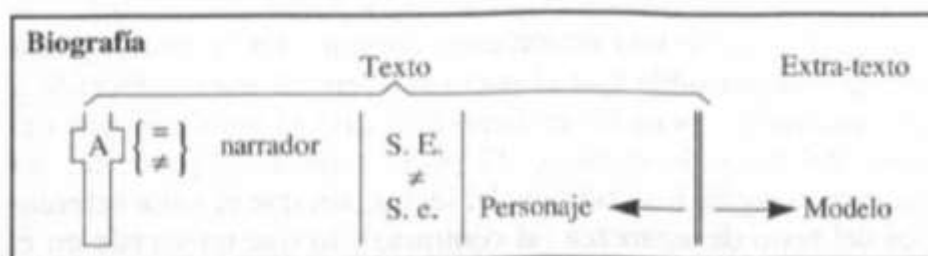 Biografía
Texto Extra-texto
A { = narrador S. E.
≠ } ≠
S. e. Personaje ⟷ Modelo